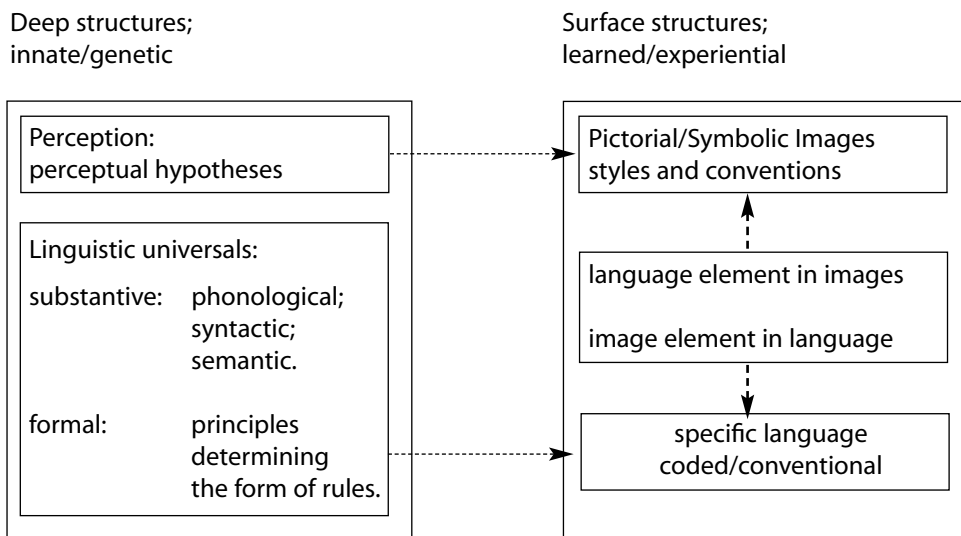 Deep structures;
innate/genetic
Surface structures;
learned/experiential
Perception:
perceptual hypotheses
Linguistic universals:
substantive: phonological;
syntactic;
semantic.
formal: principles
determining
the form of rules.
Pictorial/Symbolic Images
styles and conventions
language element in images
image element in language
specific language
coded/conventional